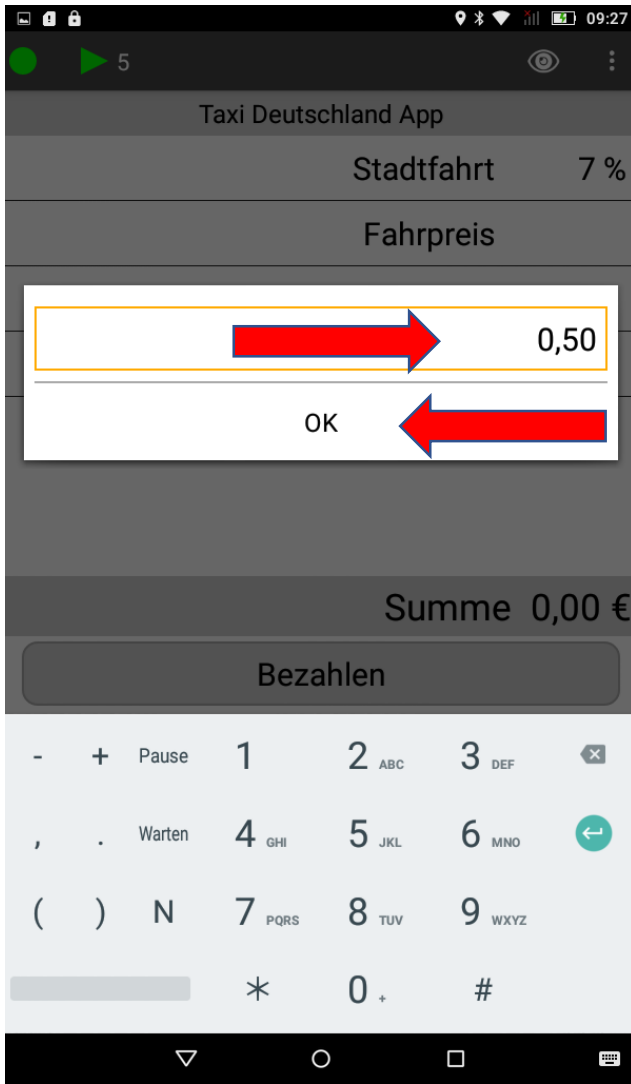 09:27
5
Taxi Deutschland App
Stadtfahrt 7 %
Fahrpreis
0,50
OK
Summe 0,00 €
Bezahlen
- + Pause 1 2 ABC 3 DEF
, . Warten 4 GHI 5 JKL 6 MNO
( ) N 7 PQRS 8 TUV 9 WXYZ
* 0 + #